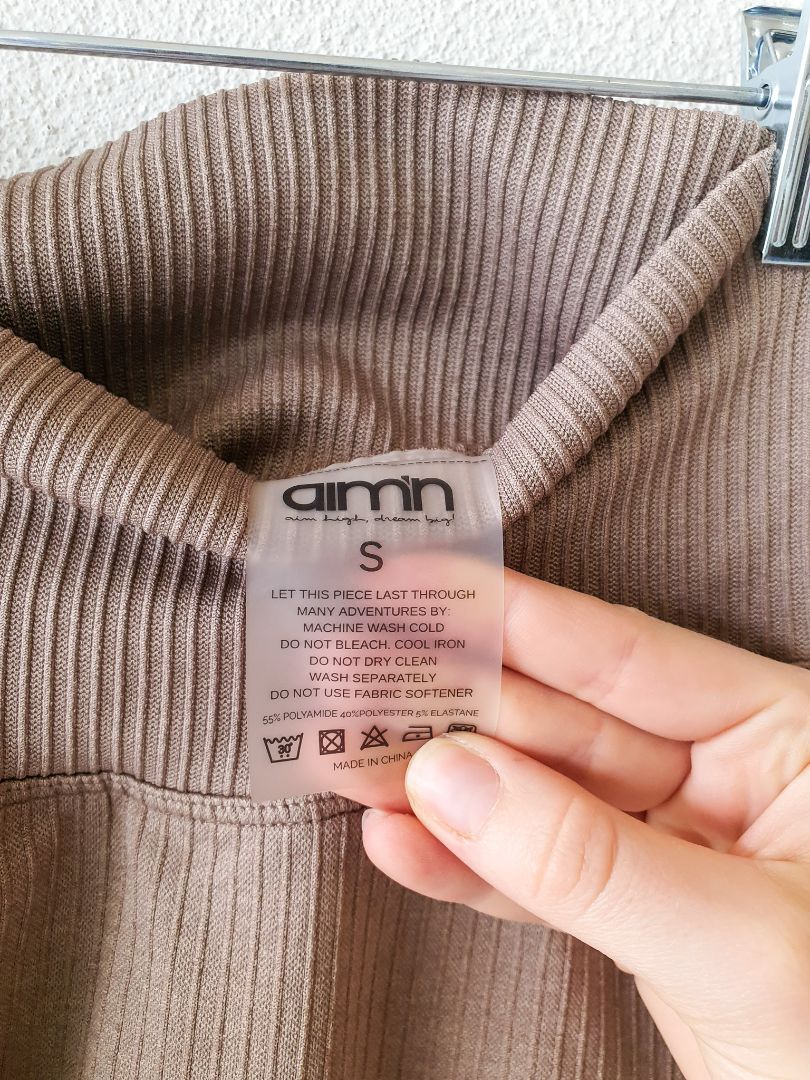 aim'n
aim high, dream big!
S
LET THIS PIECE LAST THROUGH
MANY ADVENTURES BY:
MACHINE WASH COLD
DO NOT BLEACH. COOL IRON
DO NOT DRY CLEAN
WASH SEPARATELY
DO NOT USE FABRIC SOFTENER
55% POLYAMIDE 40%POLYESTER 5% ELASTANE
30°
MADE IN CHINA